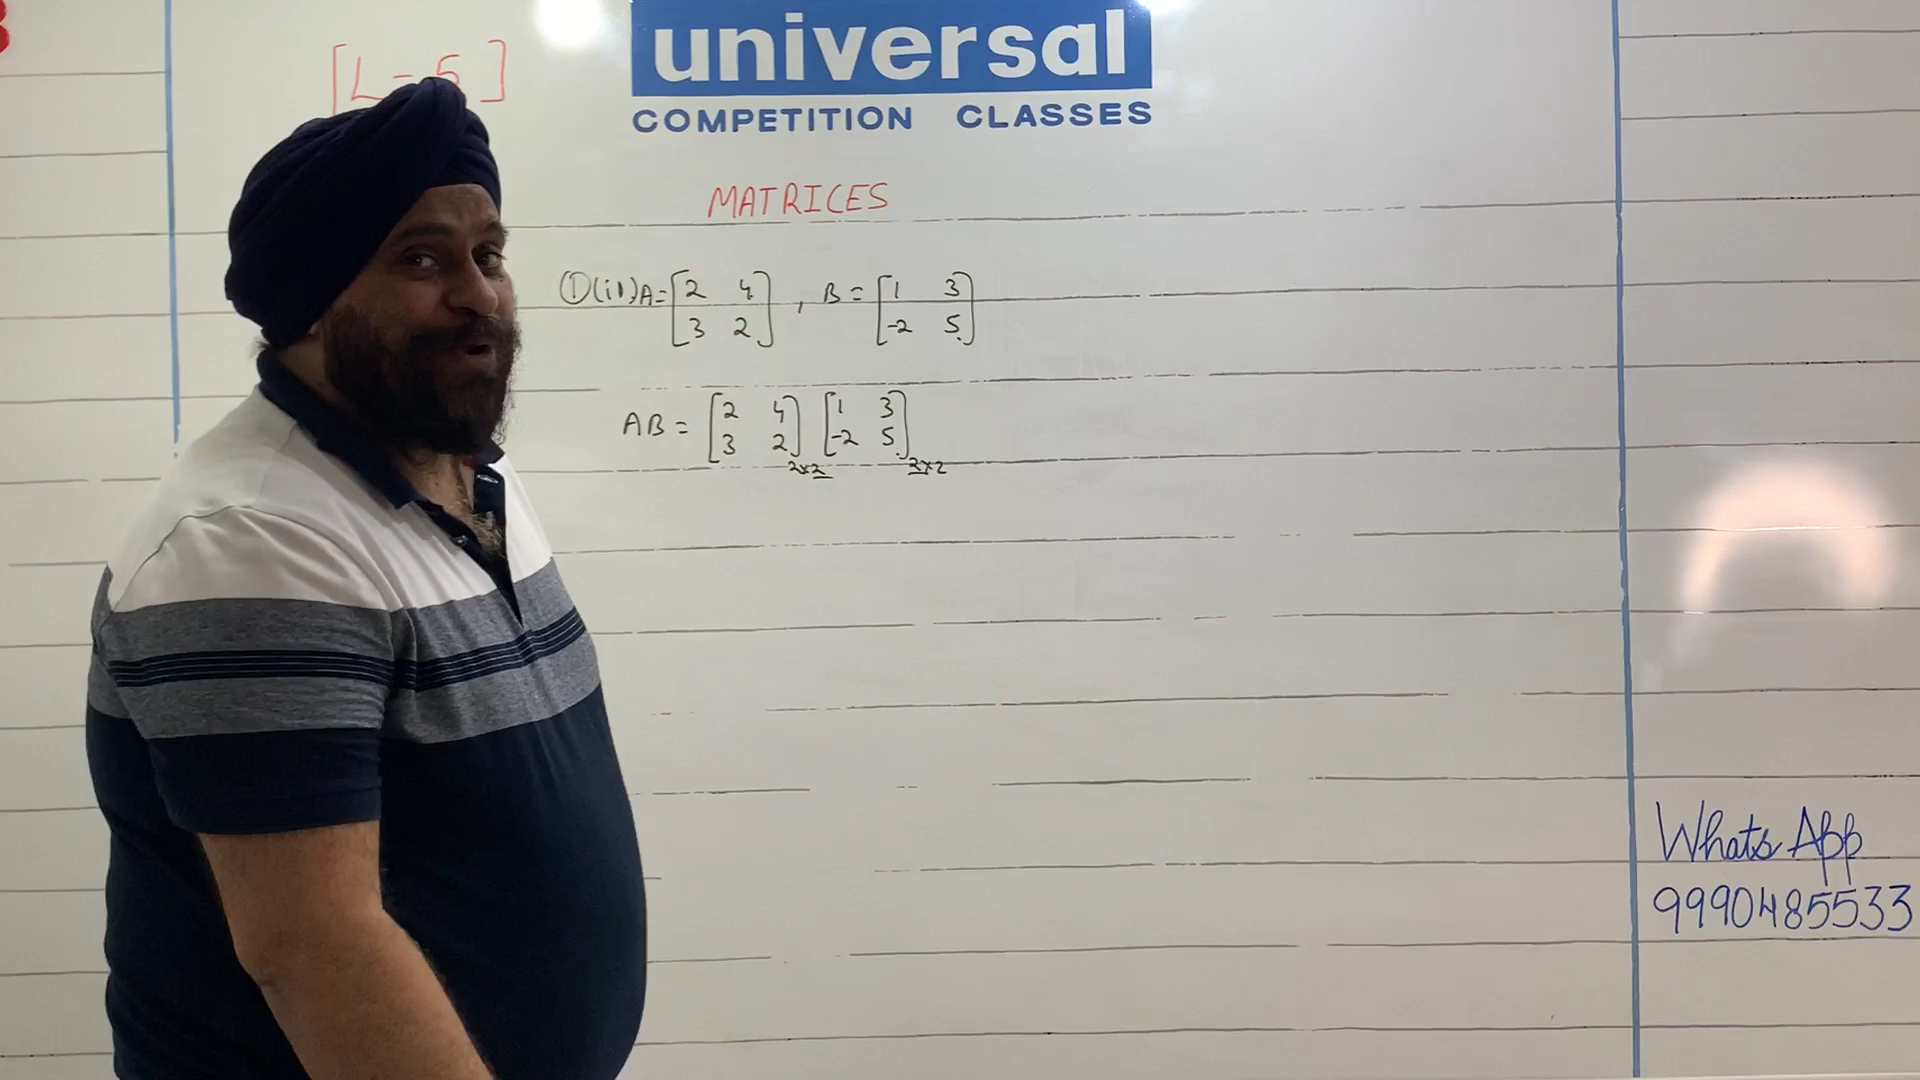 [L-5]
universal
COMPETITION CLASSES
MATRICES
①(ii) A = [2 4 , B = [1 3
3 2] -2 5]
AB = [2 4 [1 3
3 2]2×2 -2 5]2×2
WhatsApp
9990485533